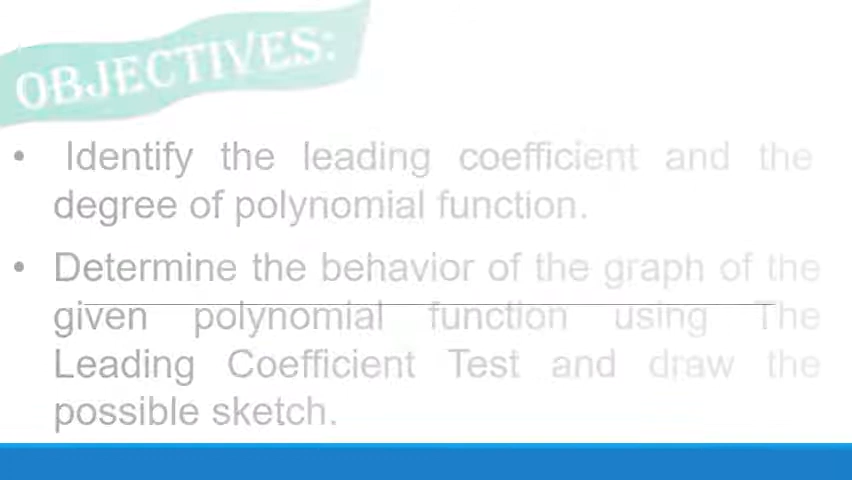 OBJECTIVES:
• Identify the leading coefficient and the
degree of polynomial function.
• Determine the behavior of the graph of the
given polynomial function using The
Leading Coefficient Test and draw the
possible sketch.